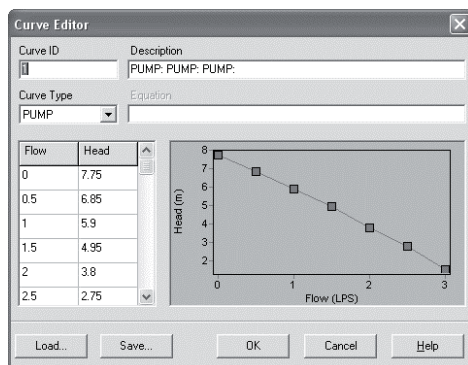 Curve Editor
Curve ID
Description
1
PUMP: PUMP: PUMP:
Curve Type
Equation
PUMP
Flow Head
0 7.75
0.5 6.85
1 5.9
1.5 4.95
2 3.8
2.5 2.75
Head (m)
8
7
6
5
4
3
2
0 1 2 3
Flow (LPS)
Load... Save... OK Cancel Help